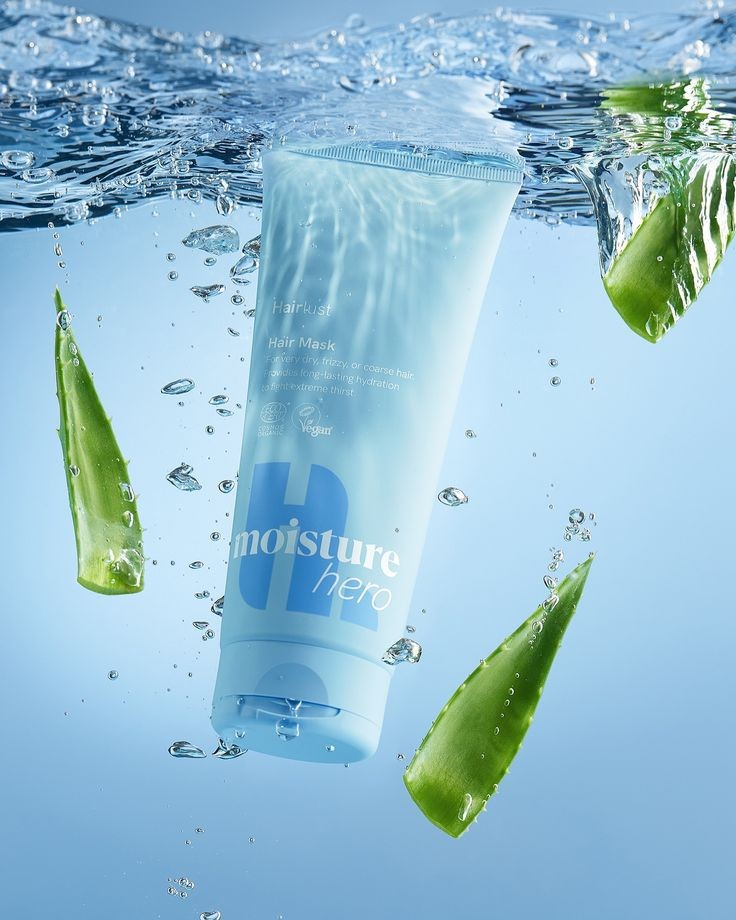 Hairlust
Hair Mask
For very dry, frizzy, or coarse hair.
Provides long-lasting hydration
to fight extreme thirst
COSMOS
ORGANIC
Vegan
moisture
hero